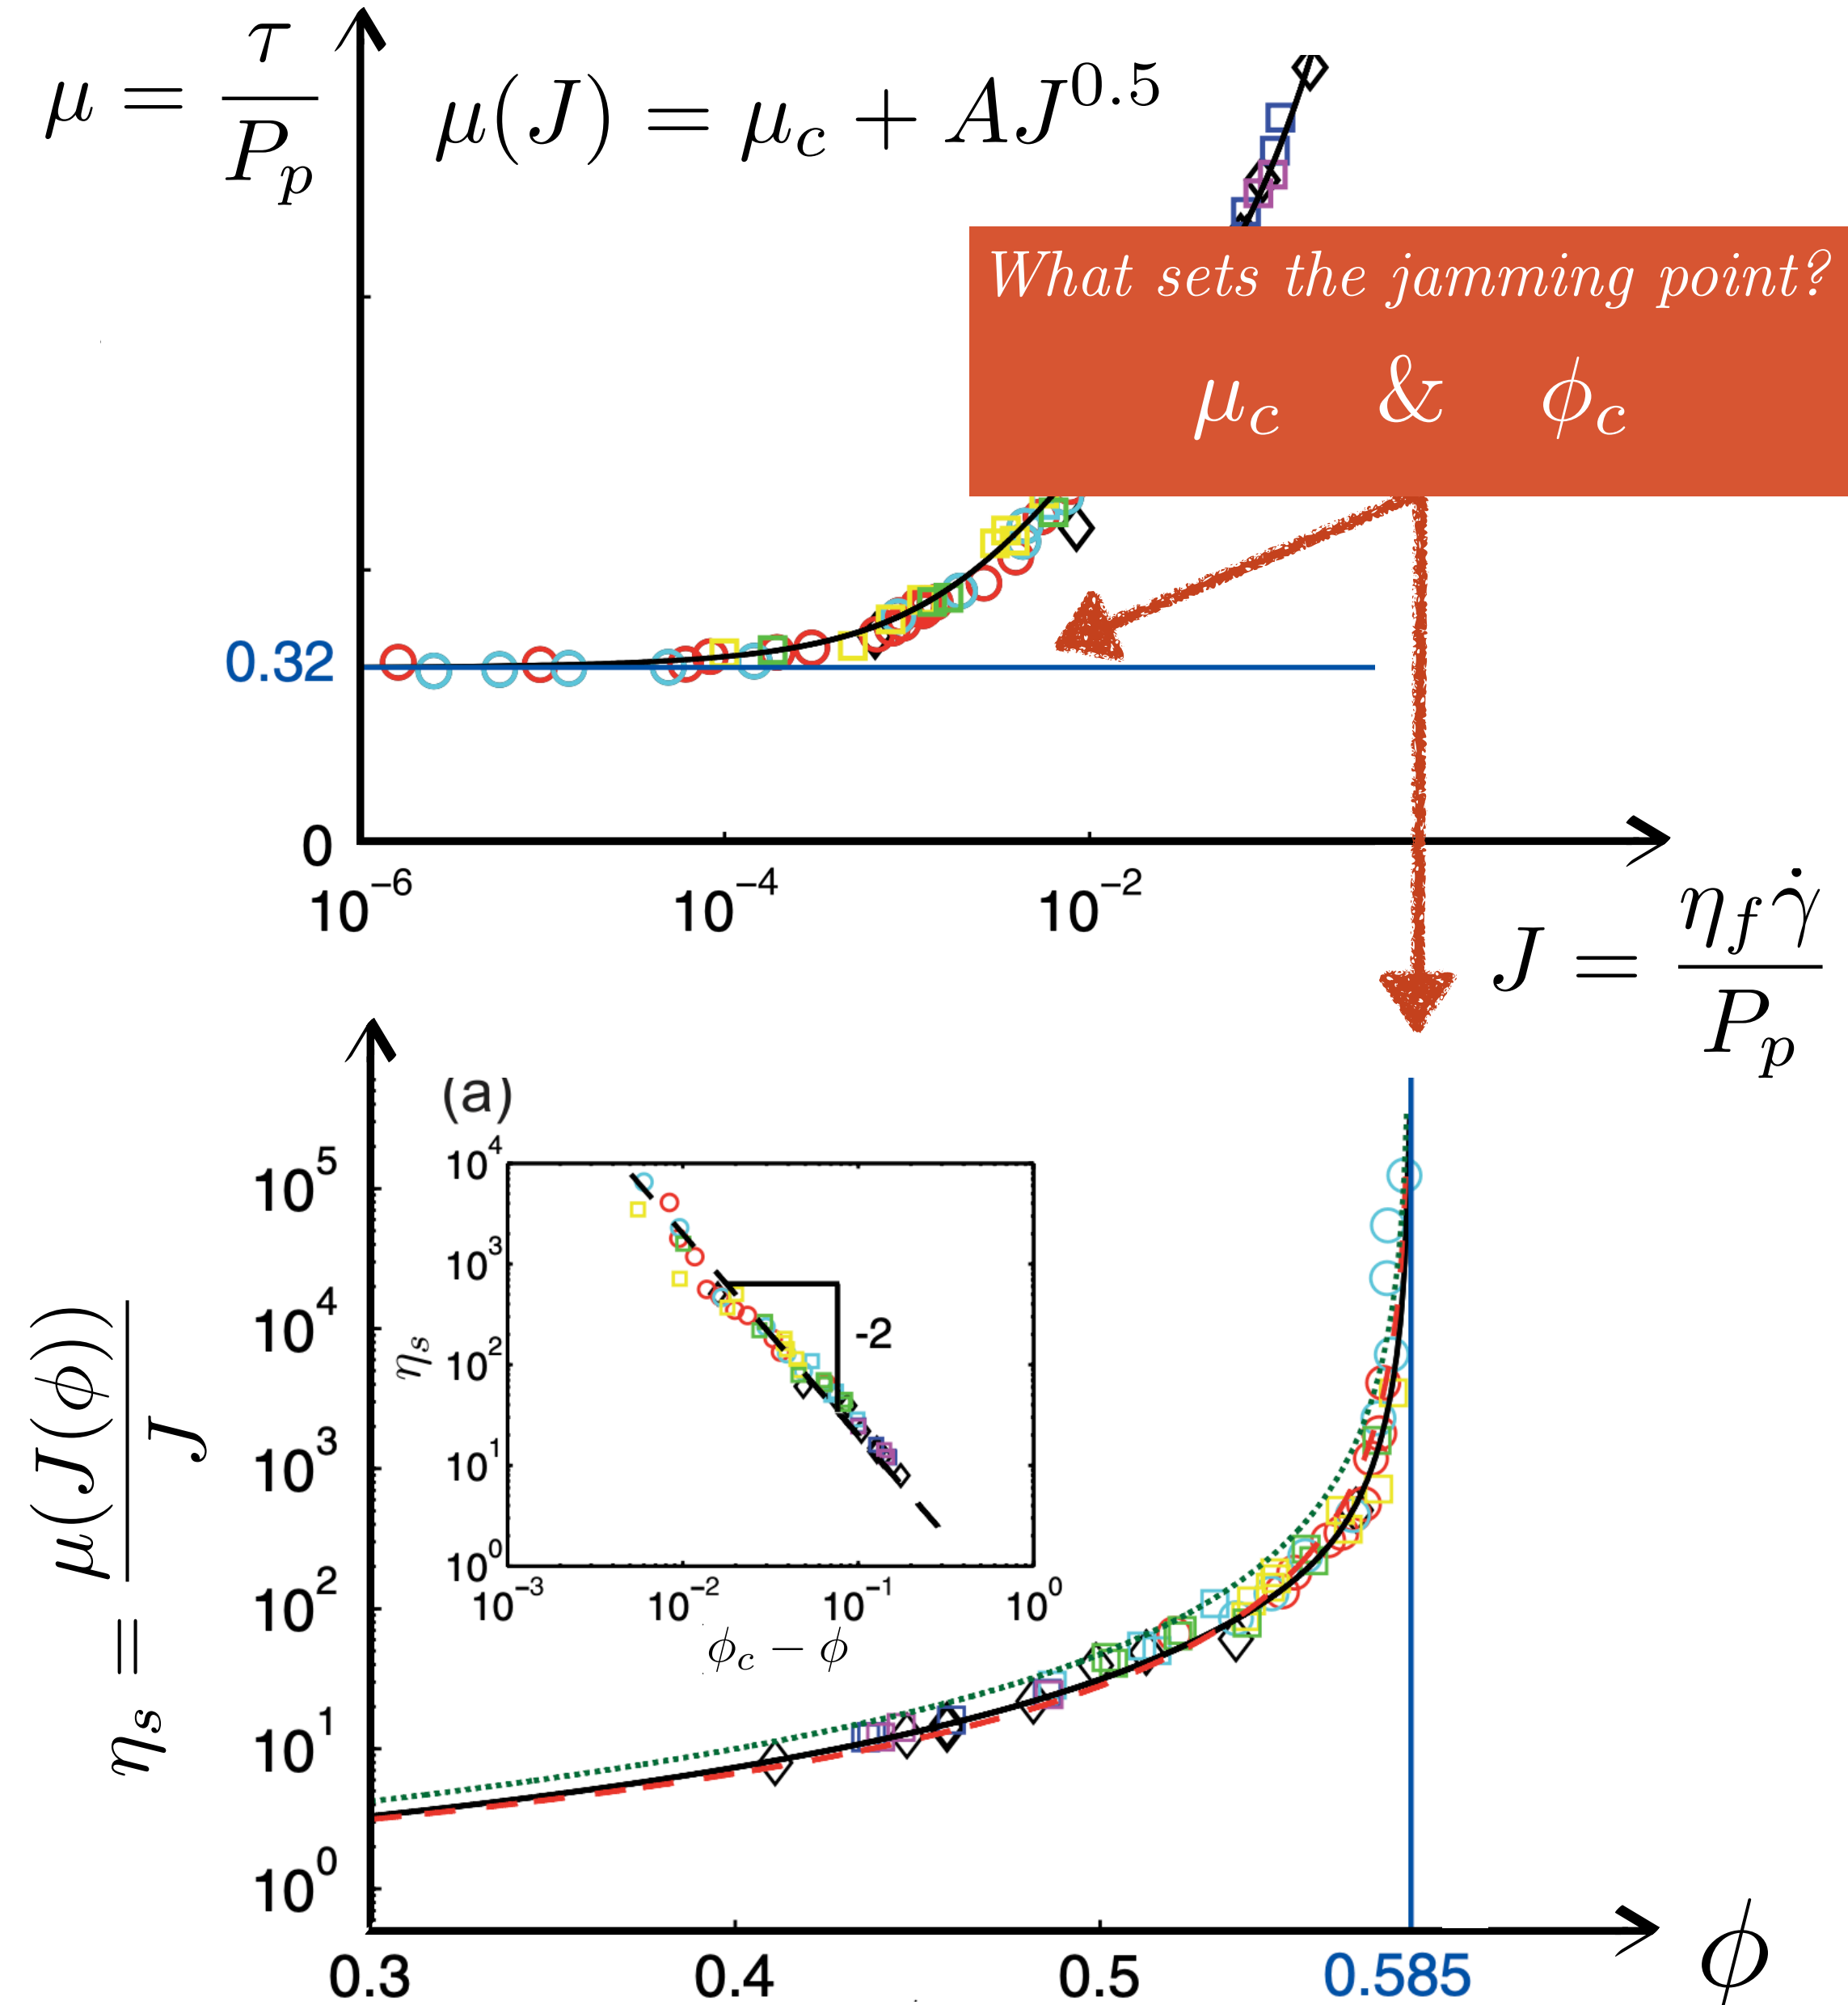 μ = τ / P_p
μ(J) = μ_c + AJ^0.5
What sets the jamming point?
μ_c & ϕ_c
0.32
0
10^−6 10^−4 10^−2
J = η_f γ̇ / P_p
(a)
10^4
10^3
10^2
10^1
10^0
η_s
-2
10^−3 10^−2 10^−1 10^0
ϕ_c − ϕ
η_s = μ(J(ϕ)) / J
10^5
10^4
10^3
10^2
10^1
10^0
0.3 0.4 0.5 0.585
ϕ